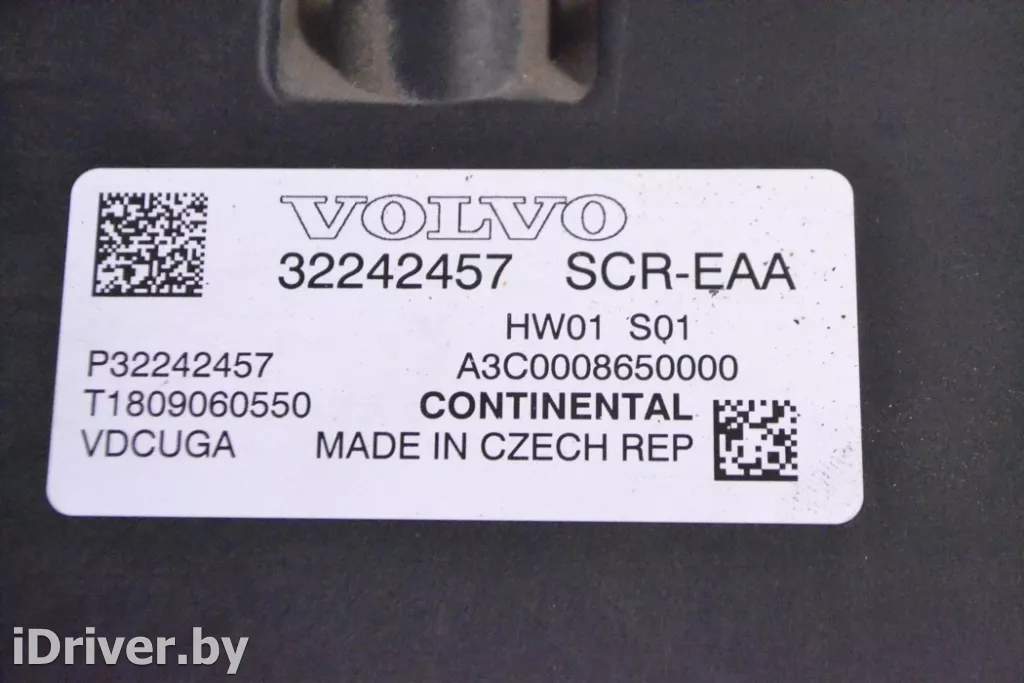 VOLVO
32242457 SCR-EAA
HW01 S01
P32242457 A3C0008650000
T1809060550 CONTINENTAL
VDCUGA MADE IN CZECH REP
iDriver.by